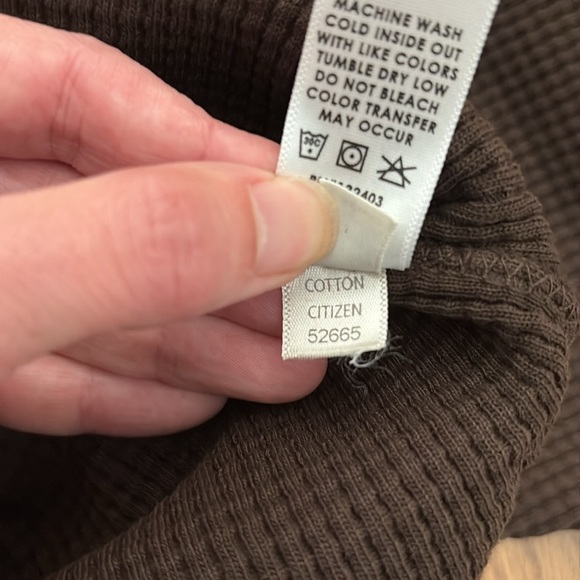 MACHINE WASH
COLD INSIDE OUT
WITH LIKE COLORS
TUMBLE DRY LOW
DO NOT BLEACH
COLOR TRANSFER
MAY OCCUR
30C
COTTON
CITIZEN
52665